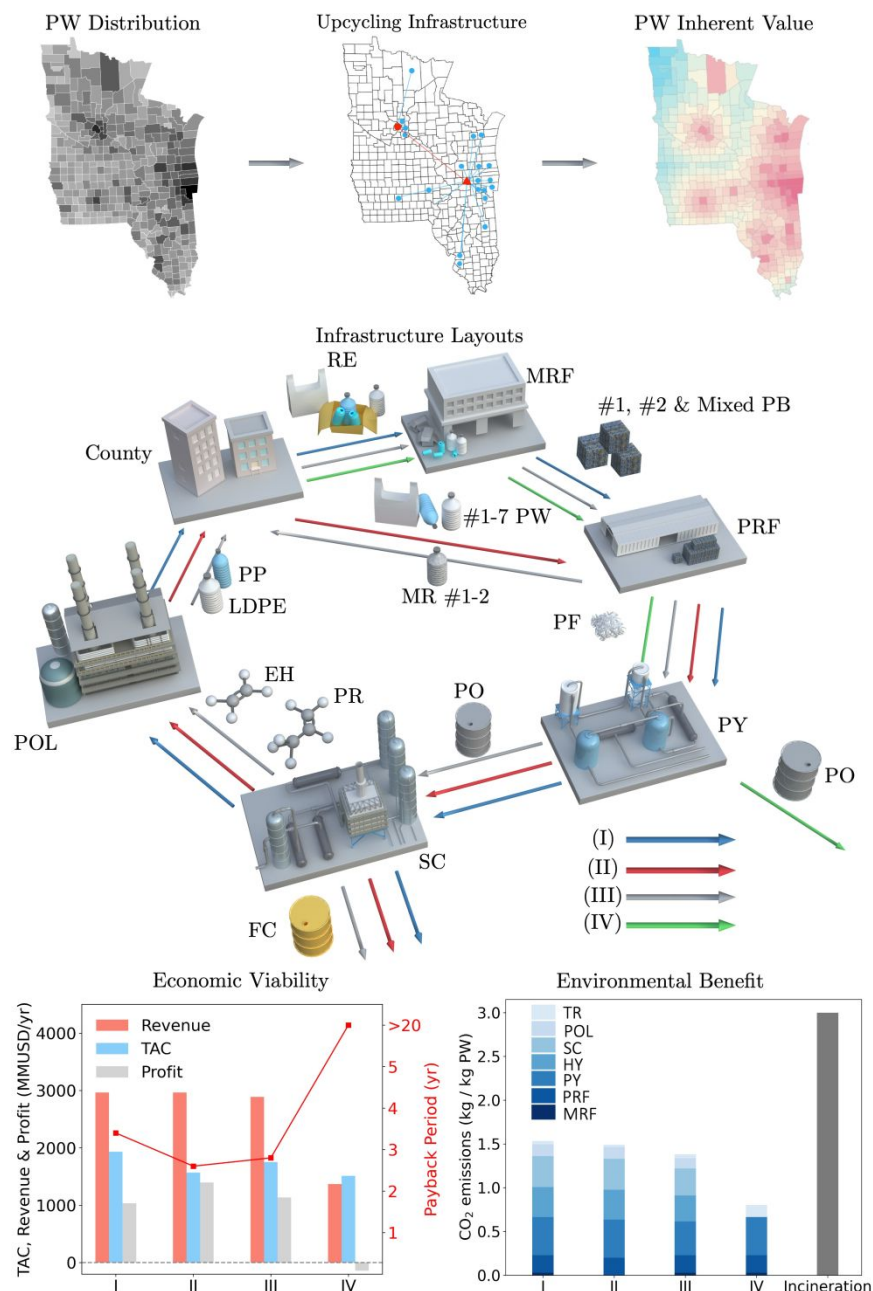 PW Distribution
Upcycling Infrastructure
PW Inherent Value
Infrastructure Layouts
RE
MRF
#1, #2 & Mixed PB
County
#1-7 PW
PRF
PP
MR #1-2
LDPE
PF
EH
PR
PO
PY
POL
PO
SC
(I)
(II)
(III)
(IV)
FC
Economic Viability
TAC, Revenue & Profit (MMUSD/yr)
4000
3000
2000
1000
0
Revenue
TAC
Profit
>20
5
4
3
2
1
Payback Period (yr)
I II III IV
Environmental Benefit
CO₂ emissions (kg / kg PW)
3.0
2.5
2.0
1.5
1.0
0.5
0.0
TR
POL
SC
HY
PY
PRF
MRF
I II III IV Incineration